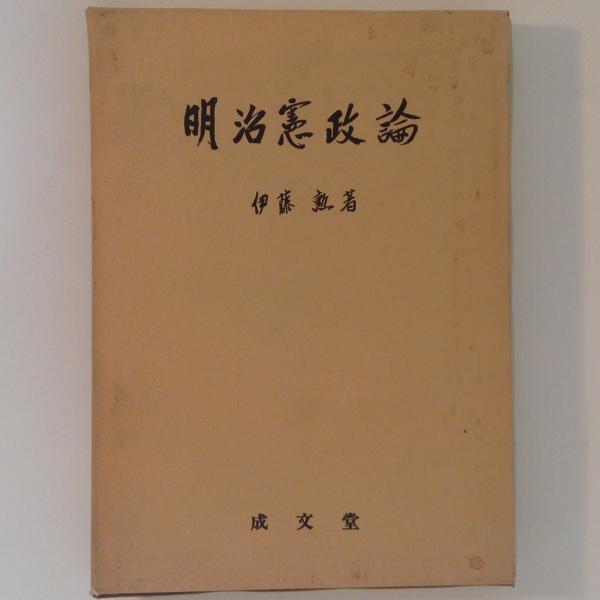 明治憲政論
伊藤 勲 著
成文堂